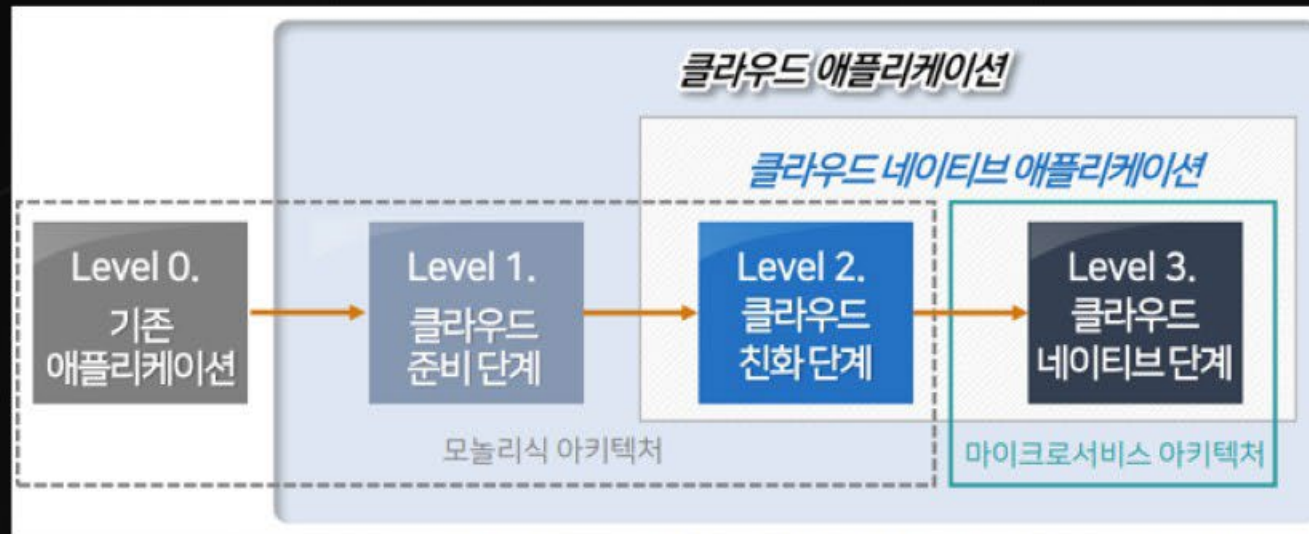 클라우드 애플리케이션
클라우드 네이티브 애플리케이션
Level 0.
기존
애플리케이션
Level 1.
클라우드
준비 단계
Level 2.
클라우드
친화 단계
Level 3.
클라우드
네이티브 단계
모놀리식 아키텍처
마이크로서비스 아키텍처